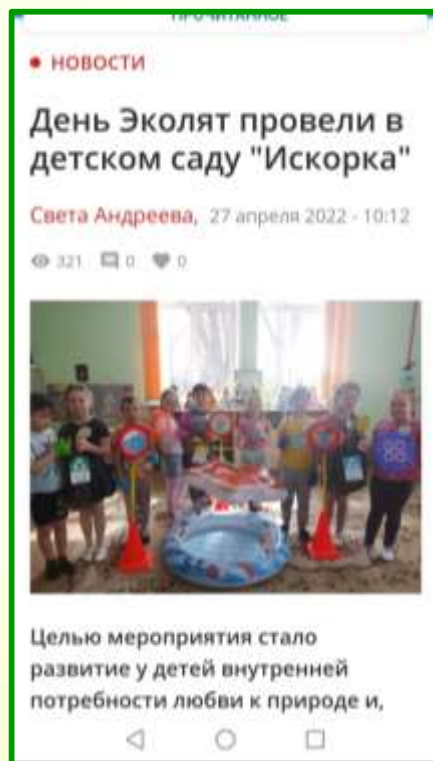 ПРОЧИТАННОЕ
НОВОСТИ
День Эколят провели в
детском саду "Искорка"
Света Андреева, 27 апреля 2022 - 10:12
321 0 0
Целью мероприятия стало
развитие у детей внутренней
потребности любви к природе и,